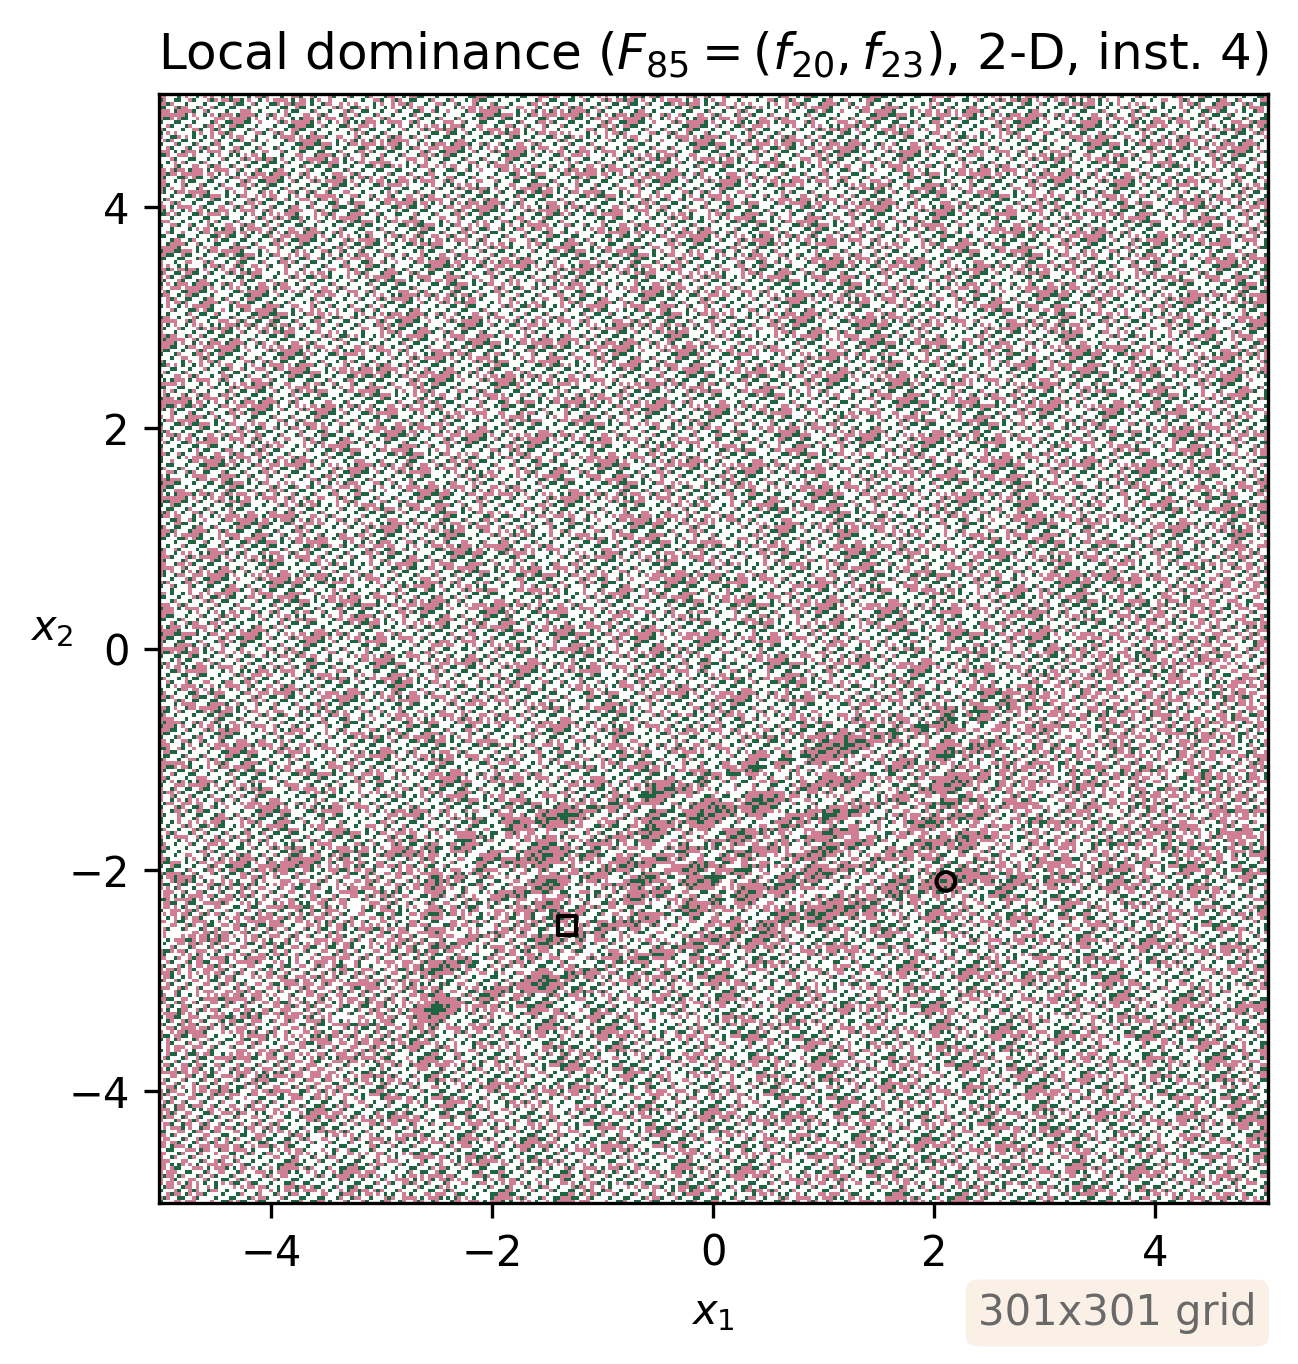 Local dominance (F₈₅ = (f₂₀, f₂₃), 2-D, inst. 4)
4
2
x₂
0
−2
−4
−4
−2
0
2
4
x₁
301x301 grid